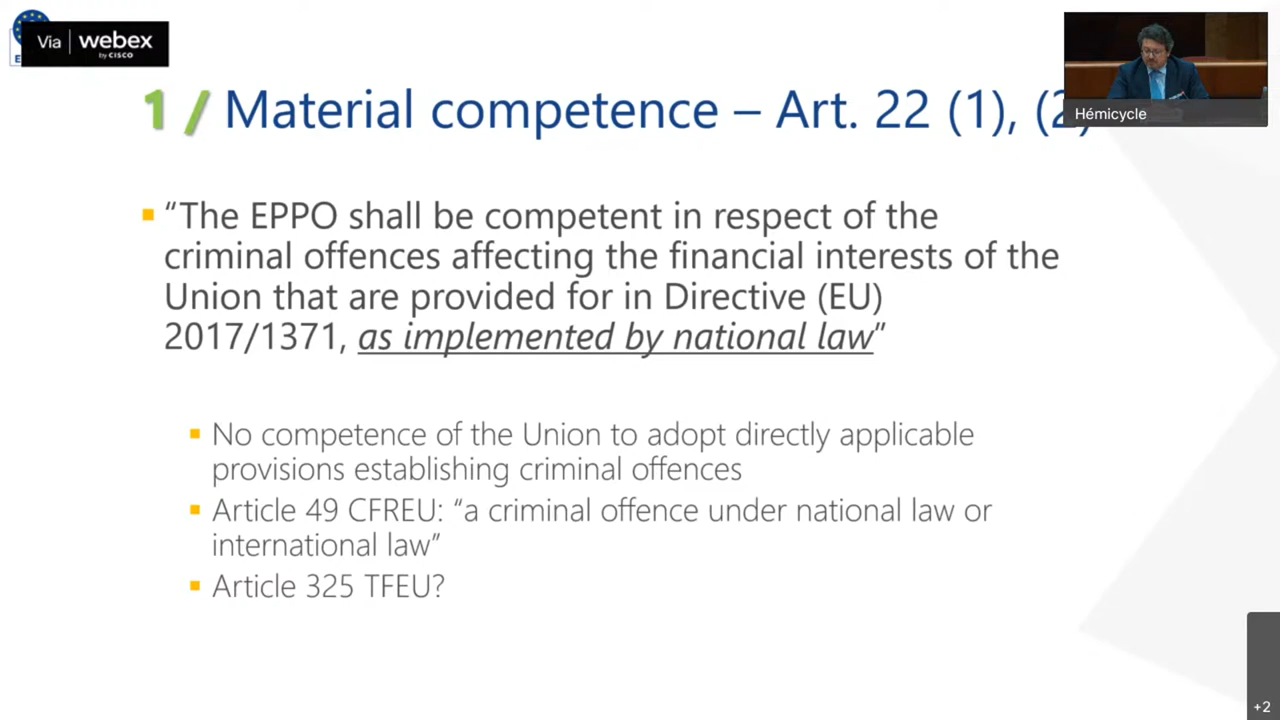 Via | webex
by CISCO
Hémicycle
1 / Material competence – Art. 22 (1), (2)
“The EPPO shall be competent in respect of the
criminal offences affecting the financial interests of the
Union that are provided for in Directive (EU)
2017/1371, as implemented by national law”
No competence of the Union to adopt directly applicable
provisions establishing criminal offences
Article 49 CFREU: “a criminal offence under national law or
international law”
Article 325 TFEU?
+2